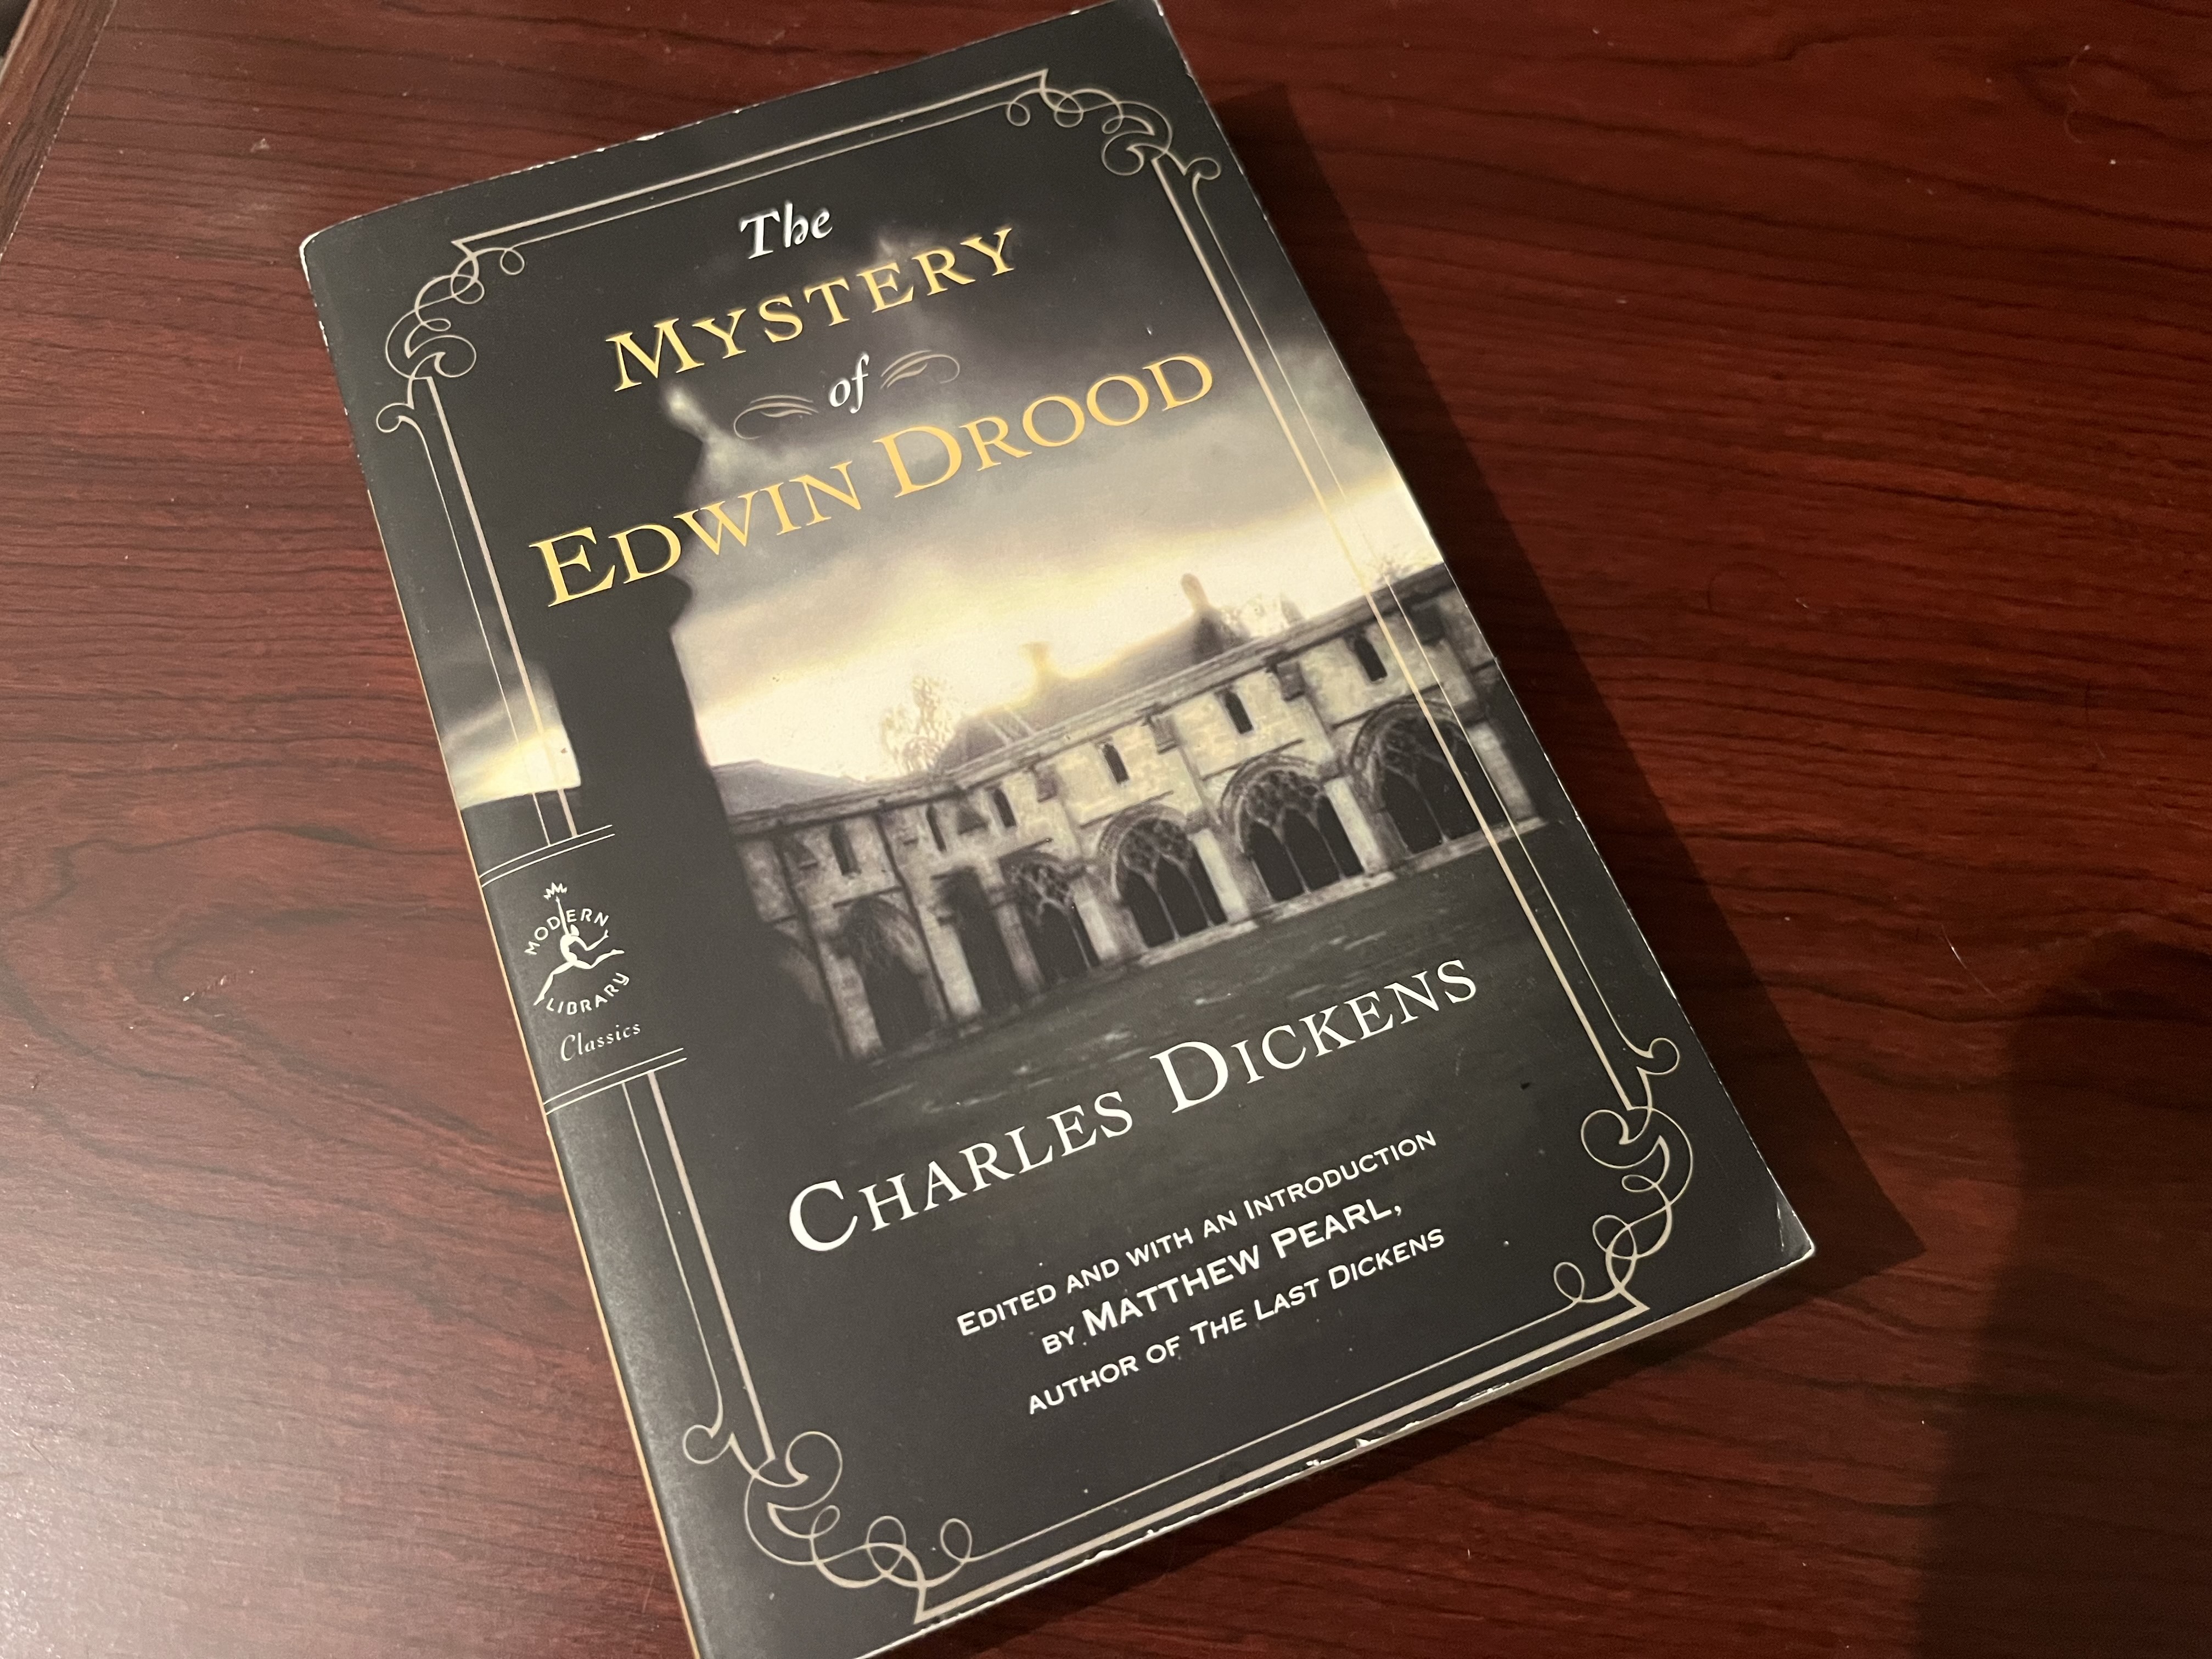 The
MYSTERY
of
EDWIN DROOD
MODERN
LIBRARY
Classics
CHARLES DICKENS
EDITED AND WITH AN INTRODUCTION
BY MATTHEW PEARL,
AUTHOR OF THE LAST DICKENS